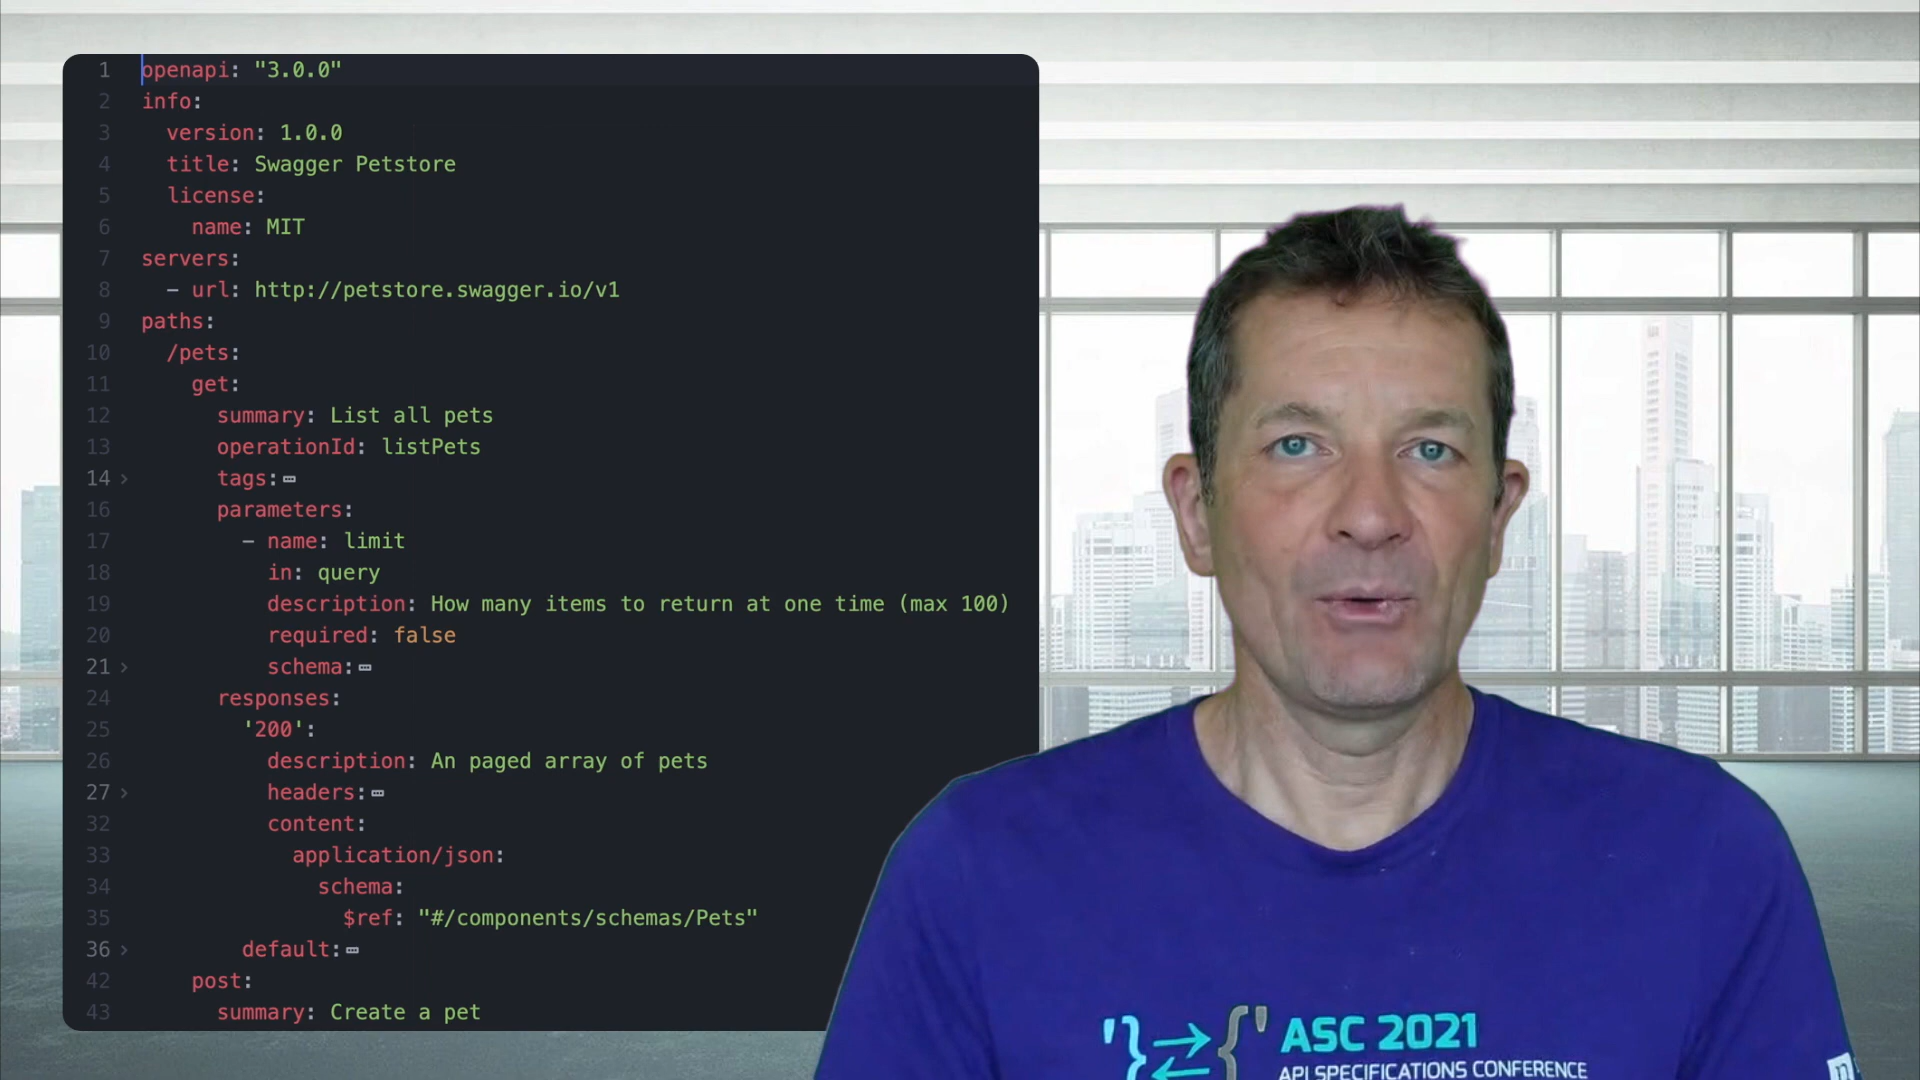 1 openapi: "3.0.0"
2 info:
3 version: 1.0.0
4 title: Swagger Petstore
5 license:
6 name: MIT
7 servers:
8 - url: http://petstore.swagger.io/v1
9 paths:
10 /pets:
11 get:
12 summary: List all pets
13 operationId: listPets
14 tags:
16 parameters:
17 - name: limit
18 in: query
19 description: How many items to return at one time (max 100)
20 required: false
21 schema:
24 responses:
25 '200':
26 description: An paged array of pets
27 headers:
32 content:
33 application/json:
34 schema:
35 $ref: "#/components/schemas/Pets"
36 default:
42 post:
43 summary: Create a pet
'}⇄{' ASC 2021
API SPECIFICATIONS CONFERENCE
n